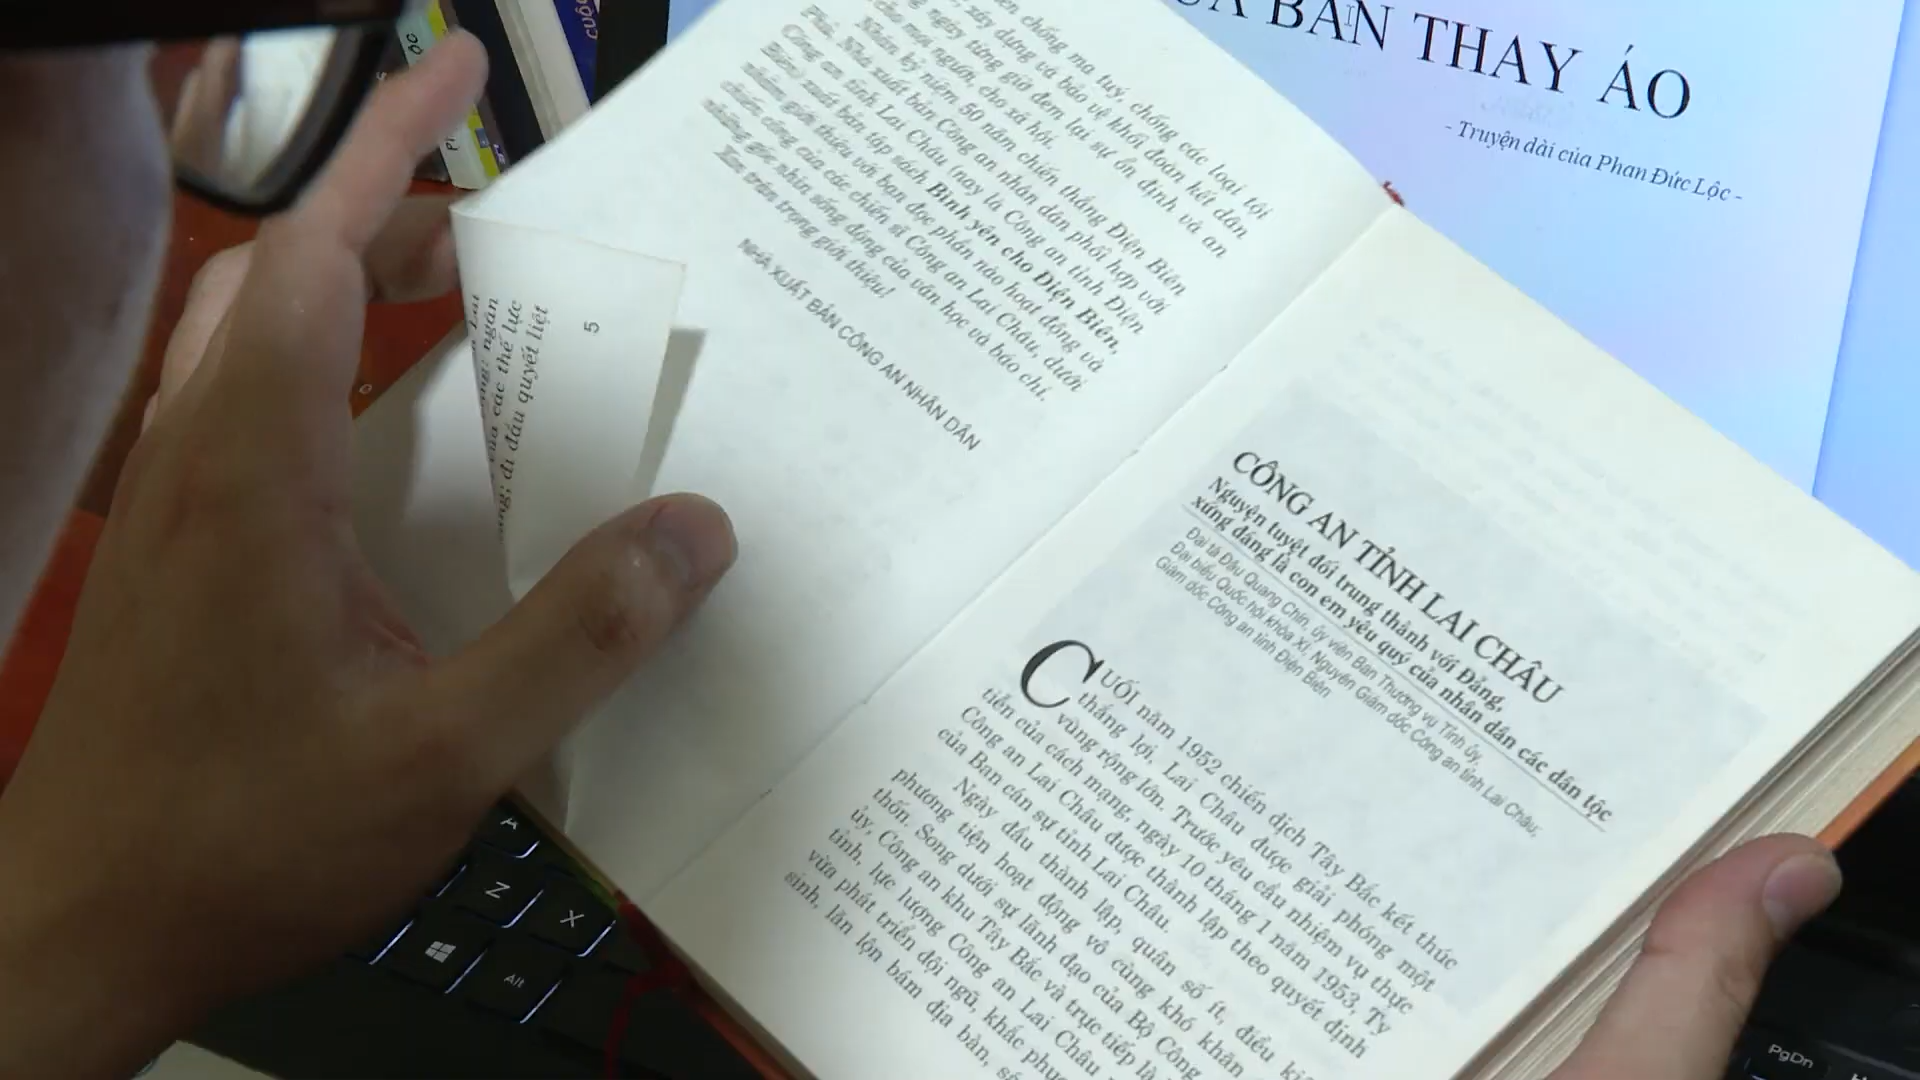 BẢN THAY ÁO
- Truyện dài của Phan Đức Lộc -
chống ma tuý, chống các loại tội
xây dựng và bảo vệ khối đoàn kết dân
ngày từng giờ đem lại sự ổn định và an
cho mọi người, cho xã hội.
Nhân kỷ niệm 50 năm chiến thắng Điện Biên
Phủ, Nhà xuất bản Công an nhân dân phối hợp với
Công an tỉnh Lai Châu (nay là Công an tỉnh Điện
Biên) xuất bản tập sách Bình yên cho Điện Biên,
nhằm giới thiệu với bạn đọc phần nào hoạt động và
chiến công của các chiến sĩ Công an Lai Châu, dưới
những góc nhìn sống động của văn học và báo chí.
Xin trân trọng giới thiệu!
NHÀ XUẤT BẢN CÔNG AN NHÂN DÂN
ngăn
của các thế lực
đi đầu quyết liệt
5
CÔNG AN TỈNH LAI CHÂU
Nguyện tuyệt đối trung thành với Đảng,
xứng đáng là con em yêu quý của nhân dân các dân tộc
Đại tá Đậu Quang Chín, ủy viên Ban Thường vụ Tỉnh ủy,
Đại biểu Quốc hội khóa XI, Nguyên Giám đốc Công an tỉnh Lai Châu,
Giám đốc Công an tỉnh Điện Biên
CUỐI năm 1952 chiến dịch Tây Bắc kết thúc
thắng lợi, Lai Châu được giải phóng một
vùng rộng lớn. Trước yêu cầu nhiệm vụ thực
tiễn của cách mạng, ngày 10 tháng 1 năm 1953, Ty
Công an Lai Châu được thành lập theo quyết định
của Ban cán sự tỉnh Lai Châu.
Ngày đầu thành lập, quân số ít, điều
phương tiện hoạt động vô cùng khó khăn
thốn. Song dưới sự lãnh đạo của Bộ Công
ủy, Công an khu Tây Bắc và trực tiếp là
tỉnh, lực lượng Công an Lai Châu
vừa phát triển đội ngũ, khắc
sinh, lăn lộn bám địa bàn,
Z
X
Alt
PgDn